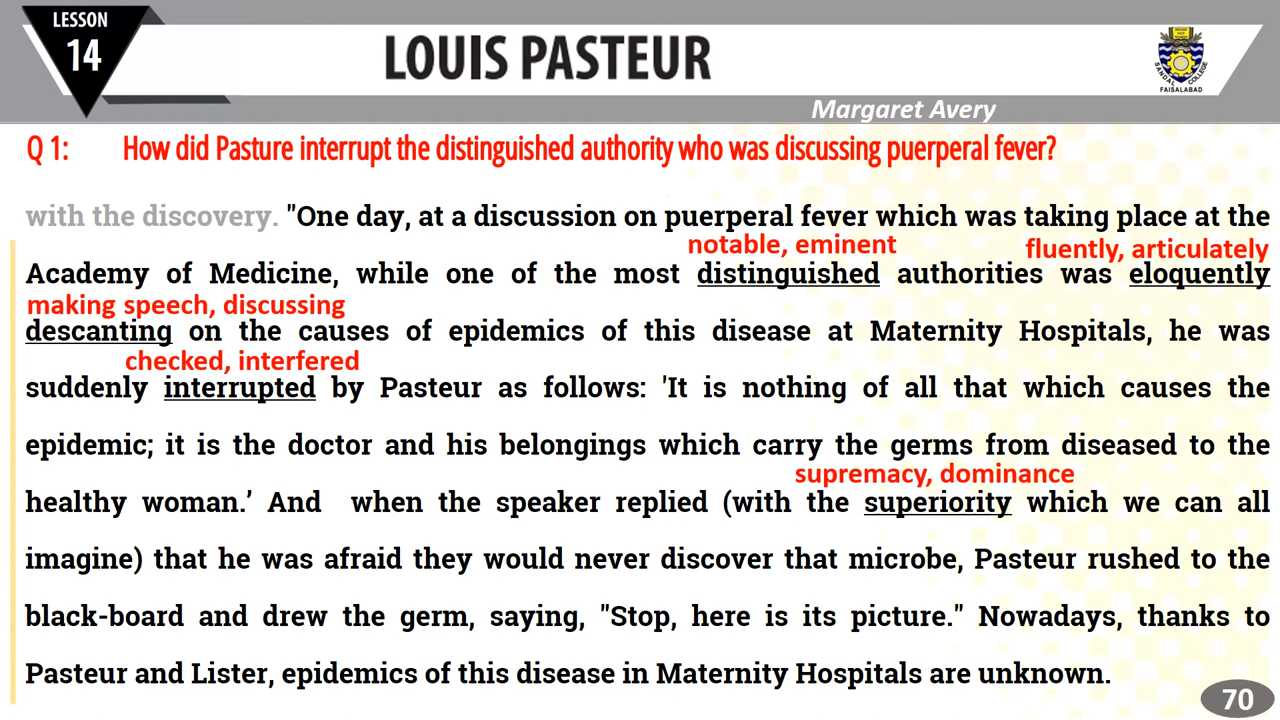 LESSON
14
LOUIS PASTEUR
SANDAL COLLEGE
FAISALABAD
Margaret Avery
Q 1: How did Pasture interrupt the distinguished authority who was discussing puerperal fever?
with the discovery. "One day, at a discussion on puerperal fever which was taking place at the
notable, eminent fluently, articulately
Academy of Medicine, while one of the most distinguished authorities was eloquently
making speech, discussing
descanting on the causes of epidemics of this disease at Maternity Hospitals, he was
checked, interfered
suddenly interrupted by Pasteur as follows: 'It is nothing of all that which causes the
epidemic; it is the doctor and his belongings which carry the germs from diseased to the
supremacy, dominance
healthy woman.’ And when the speaker replied (with the superiority which we can all
imagine) that he was afraid they would never discover that microbe, Pasteur rushed to the
black-board and drew the germ, saying, "Stop, here is its picture." Nowadays, thanks to
Pasteur and Lister, epidemics of this disease in Maternity Hospitals are unknown.
70